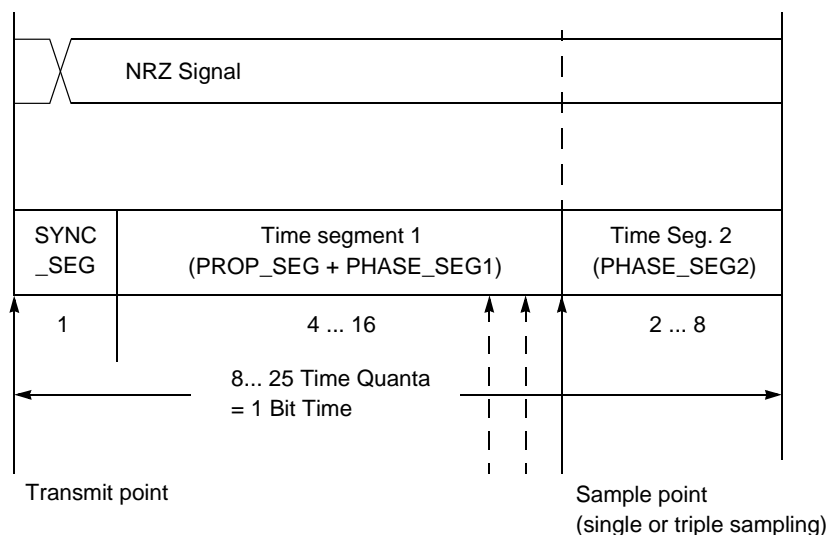 NRZ Signal
SYNC
_SEG
Time segment 1
(PROP_SEG + PHASE_SEG1)
Time Seg. 2
(PHASE_SEG2)
1
4 ... 16
2 ... 8
8... 25 Time Quanta
= 1 Bit Time
Transmit point
Sample point
(single or triple sampling)